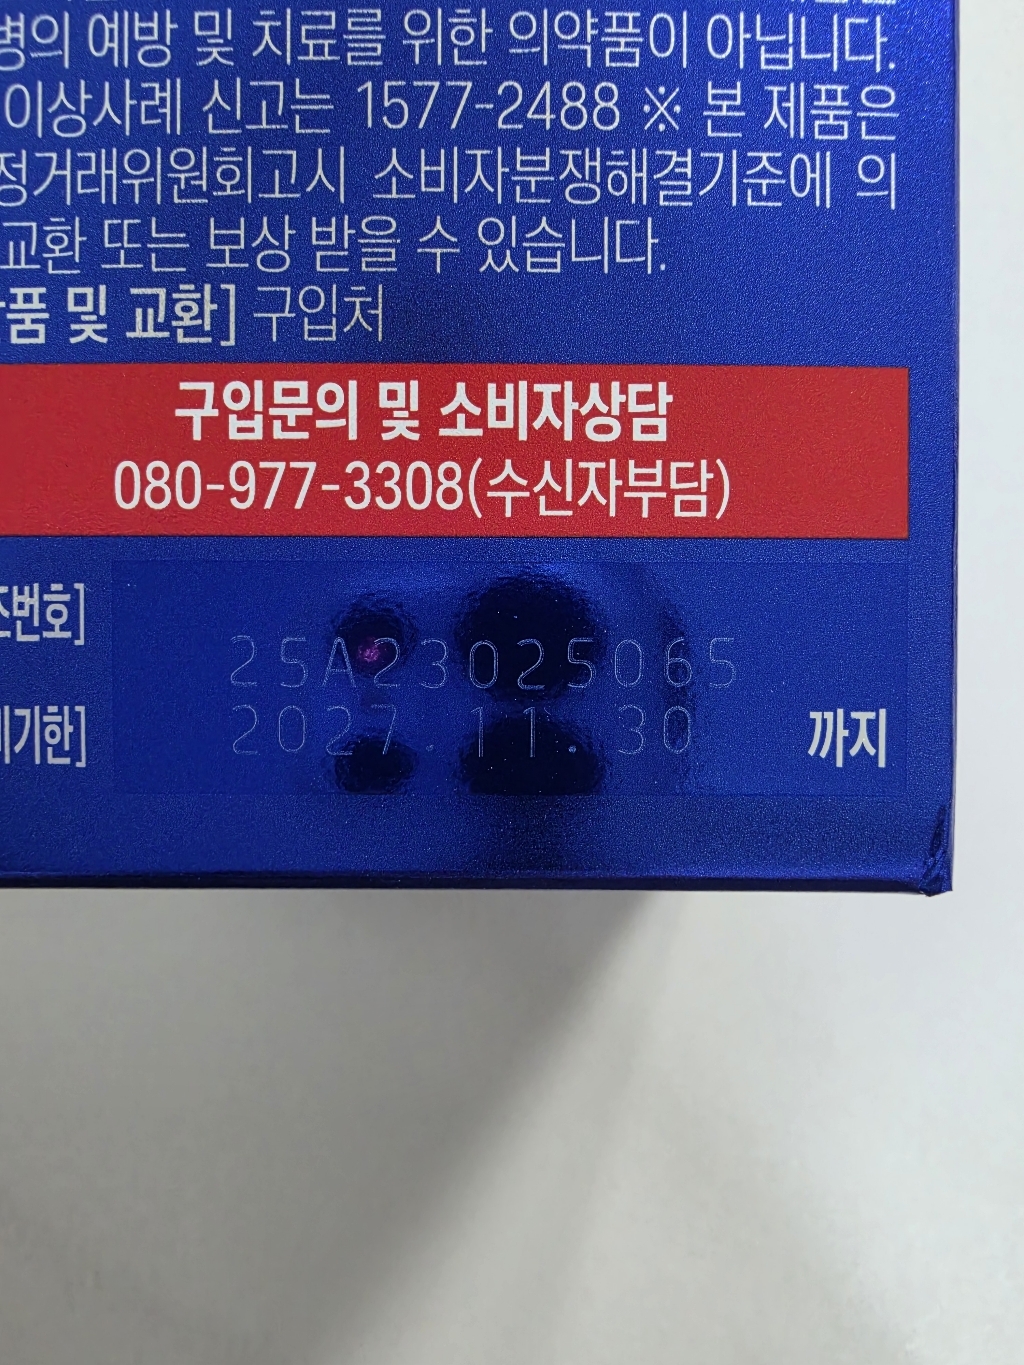 병의 예방 및 치료를 위한 의약품이 아닙니다.
이상사례 신고는 1577-2488 ※ 본 제품은
정거래위원회고시 소비자분쟁해결기준에 의
교환 또는 보상 받을 수 있습니다.
품 및 교환] 구입처
구입문의 및 소비자상담
080-977-3308(수신자부담)
조번호]
25A23025065
비기한]
2027.11.30
까지